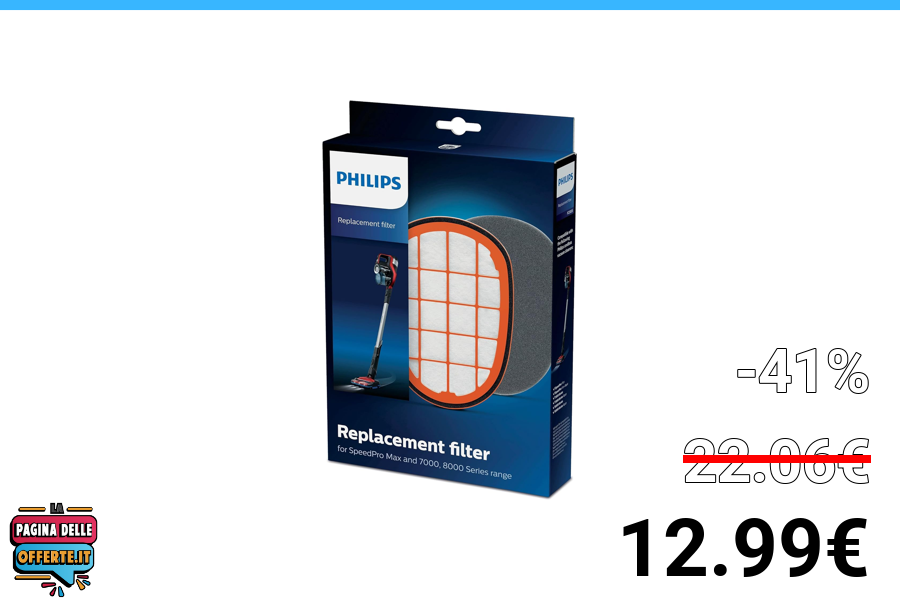 PHILIPS
Replacement filter
Replacement filter
for SpeedPro Max and 7000, 8000 Series range
PHILIPS
-41%
22.06€
12.99€
LA
PAGINA DELLE
OFFERTE.IT